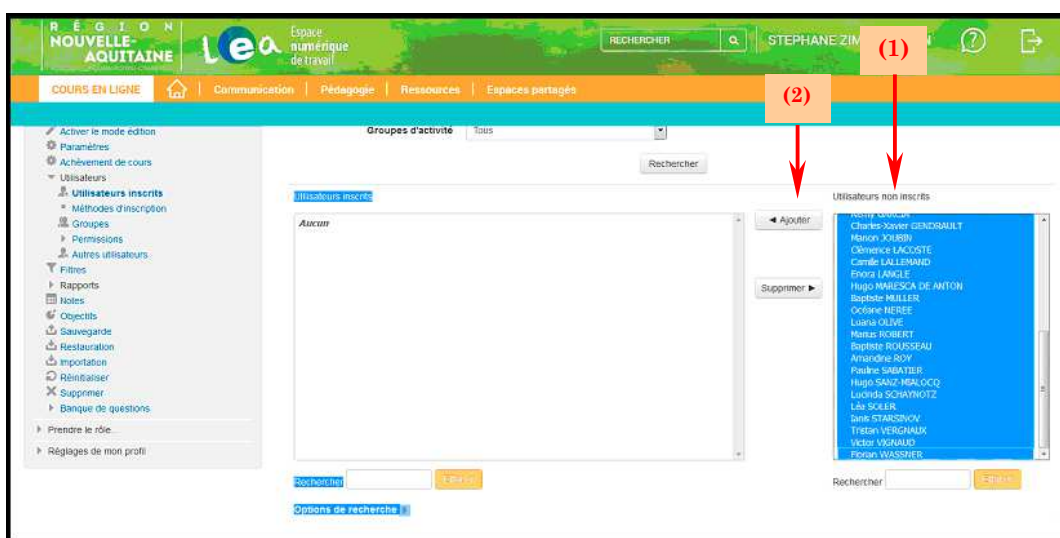 RÉGION
NOUVELLE-
AQUITAINE
Lea
Espace
numérique
de travail
RECHERCHER
STEPHANE
(1)
(2)
COURS EN LIGNE | Communication | Pédagogie | Ressources | Espaces partagés
Activer le mode édition
Paramètres
Achèvement de cours
Utilisateurs
Utilisateurs inscrits
Méthodes d'inscription
Groupes
Permissions
Autres utilisateurs
Filtres
Rapports
Notes
Objectifs
Sauvegarde
Restauration
Importation
Réinitialiser
Supprimer
Banque de questions
Prendre le rôle...
Réglages de mon profil
Groupes d'activité Tous
Rechercher
Utilisateurs inscrits
Aucun
◄ Ajouter
Supprimer ►
Utilisateurs non inscrits
Rémy GARCIA
Charles-Xavier GENDRAULT
Manon JOUBIN
Clémence LACOSTE
Camille LALLEMAND
Enora LANGLE
Hugo MARESCA DE ANTON
Baptiste MULLER
Océane NEREE
Luana OLIVE
Marius ROBERT
Baptiste ROUSSEAU
Amandine ROY
Pauline SABATIER
Hugo SANZ-MIALOCQ
Lucinda SCHAYNOTZ
Léa SOLER
Ianis STARSINOV
Tristan VERGNAUX
Victor VIGNAUD
Florian WASSNER
Rechercher
Effacer
Rechercher
Effacer
Options de recherche